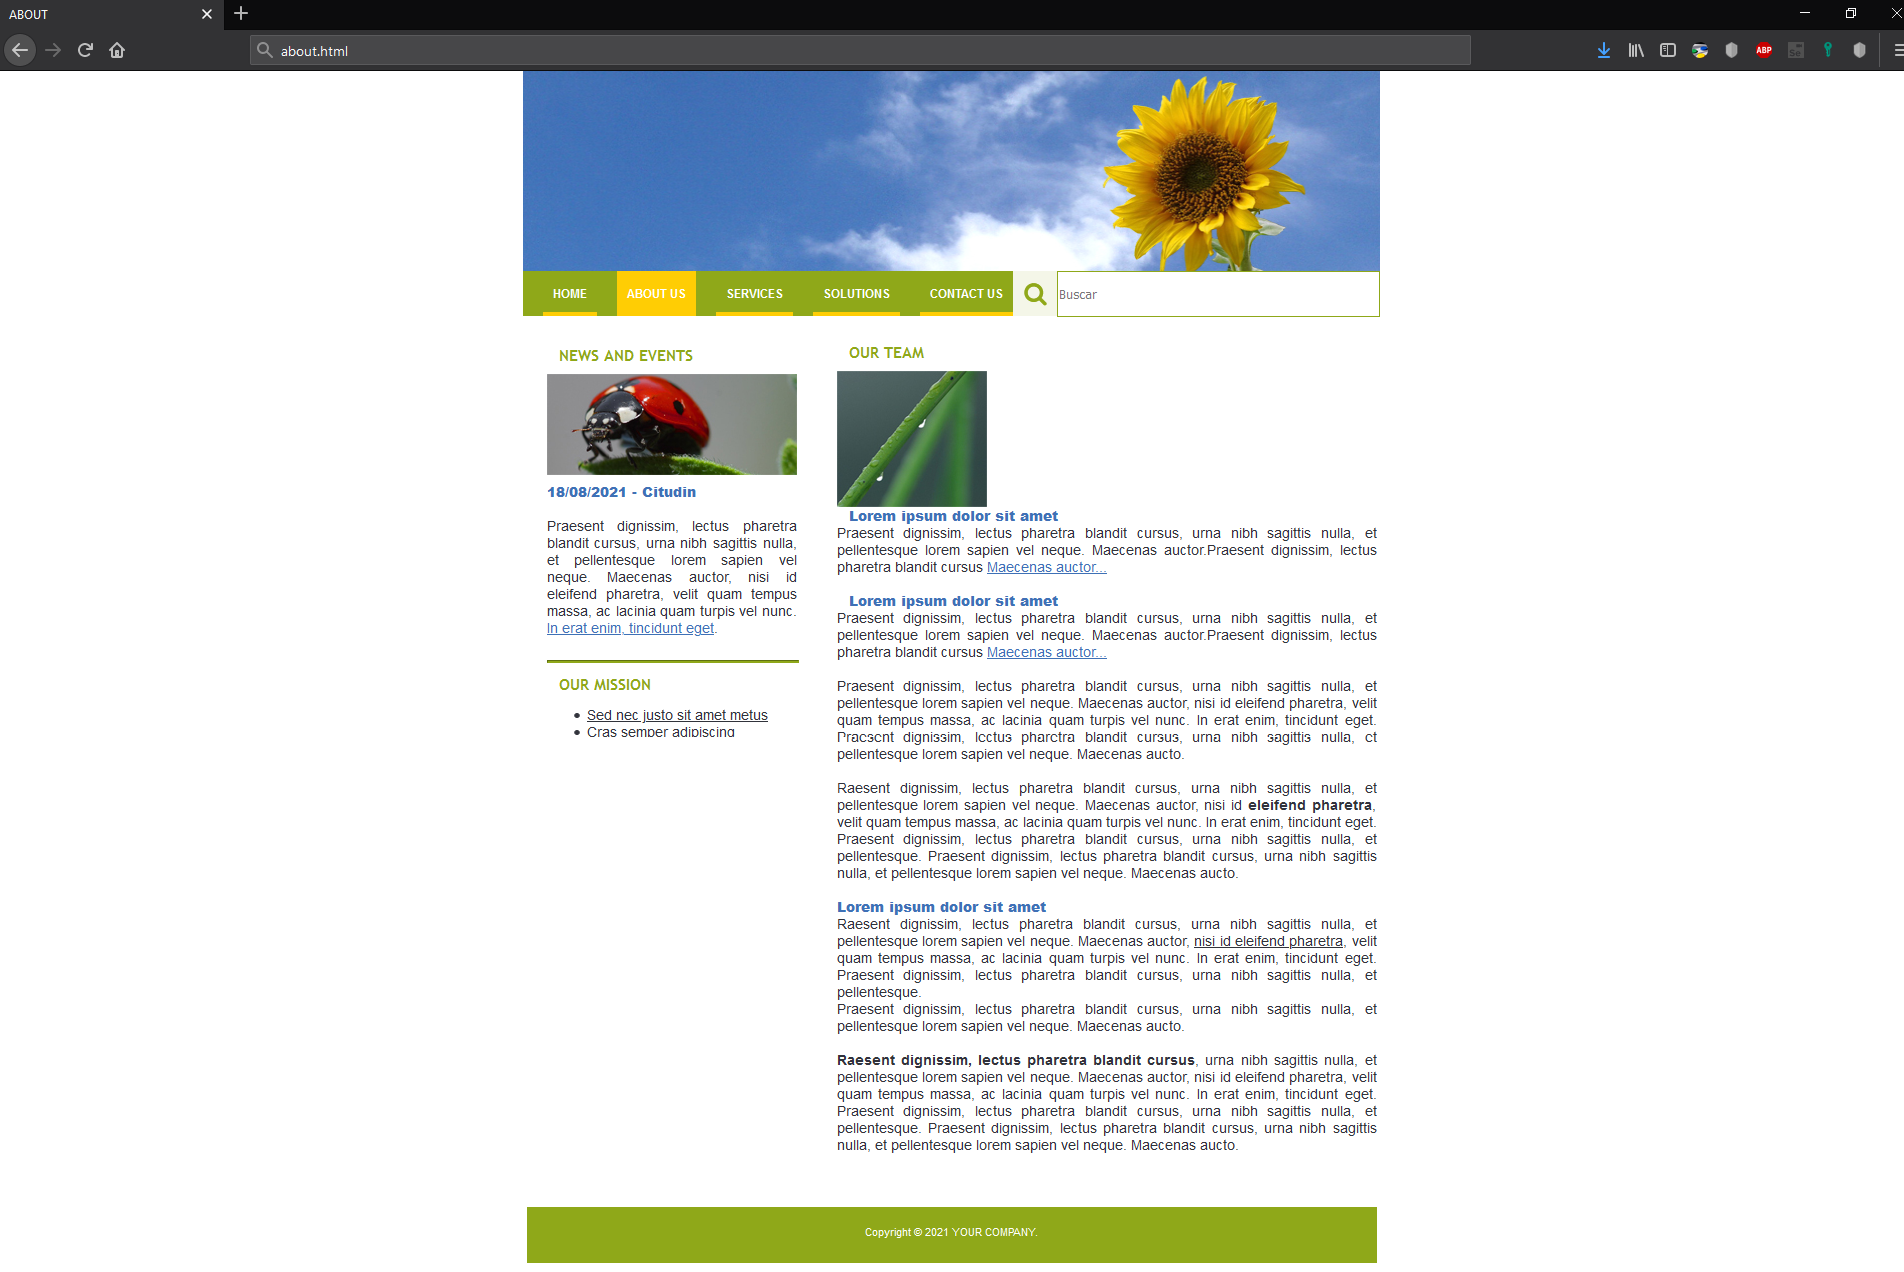 ABOUT
about.html
ABP
Se
HOME
ABOUT US
SERVICES
SOLUTIONS
CONTACT US
Buscar
NEWS AND EVENTS
18/08/2021 - Citudin
Praesent dignissim, lectus pharetra
blandit cursus, urna nibh sagittis nulla,
et pellentesque lorem sapien vel
neque. Maecenas auctor, nisi id
eleifend pharetra, velit quam tempus
massa, ac lacinia quam turpis vel nunc.
In erat enim, tincidunt eget.
OUR MISSION
Sed nec justo sit amet metus
Cras semper adipiscing
OUR TEAM
Lorem ipsum dolor sit amet
Praesent dignissim, lectus pharetra blandit cursus, urna nibh sagittis nulla, et
pellentesque lorem sapien vel neque. Maecenas auctor.Praesent dignissim, lectus
pharetra blandit cursus Maecenas auctor...
Lorem ipsum dolor sit amet
Praesent dignissim, lectus pharetra blandit cursus, urna nibh sagittis nulla, et
pellentesque lorem sapien vel neque. Maecenas auctor.Praesent dignissim, lectus
pharetra blandit cursus Maecenas auctor...
Praesent dignissim, lectus pharetra blandit cursus, urna nibh sagittis nulla, et
pellentesque lorem sapien vel neque. Maecenas auctor, nisi id eleifend pharetra, velit
quam tempus massa, ac lacinia quam turpis vel nunc. In erat enim, tincidunt eget.
Praesent dignissim, lectus pharetra blandit cursus, urna nibh sagittis nulla, et
pellentesque lorem sapien vel neque. Maecenas aucto.
Raesent dignissim, lectus pharetra blandit cursus, urna nibh sagittis nulla, et
pellentesque lorem sapien vel neque. Maecenas auctor, nisi id eleifend pharetra,
velit quam tempus massa, ac lacinia quam turpis vel nunc. In erat enim, tincidunt eget.
Praesent dignissim, lectus pharetra blandit cursus, urna nibh sagittis nulla, et
pellentesque. Praesent dignissim, lectus pharetra blandit cursus, urna nibh sagittis
nulla, et pellentesque lorem sapien vel neque. Maecenas aucto.
Lorem ipsum dolor sit amet
Raesent dignissim, lectus pharetra blandit cursus, urna nibh sagittis nulla, et
pellentesque lorem sapien vel neque. Maecenas auctor, nisi id eleifend pharetra, velit
quam tempus massa, ac lacinia quam turpis vel nunc. In erat enim, tincidunt eget.
Praesent dignissim, lectus pharetra blandit cursus, urna nibh sagittis nulla, et
pellentesque.
Praesent dignissim, lectus pharetra blandit cursus, urna nibh sagittis nulla, et
pellentesque lorem sapien vel neque. Maecenas aucto.
Raesent dignissim, lectus pharetra blandit cursus, urna nibh sagittis nulla, et
pellentesque lorem sapien vel neque. Maecenas auctor, nisi id eleifend pharetra, velit
quam tempus massa, ac lacinia quam turpis vel nunc. In erat enim, tincidunt eget.
Praesent dignissim, lectus pharetra blandit cursus, urna nibh sagittis nulla, et
pellentesque. Praesent dignissim, lectus pharetra blandit cursus, urna nibh sagittis
nulla, et pellentesque lorem sapien vel neque. Maecenas aucto.
Copyright © 2021 YOUR COMPANY.